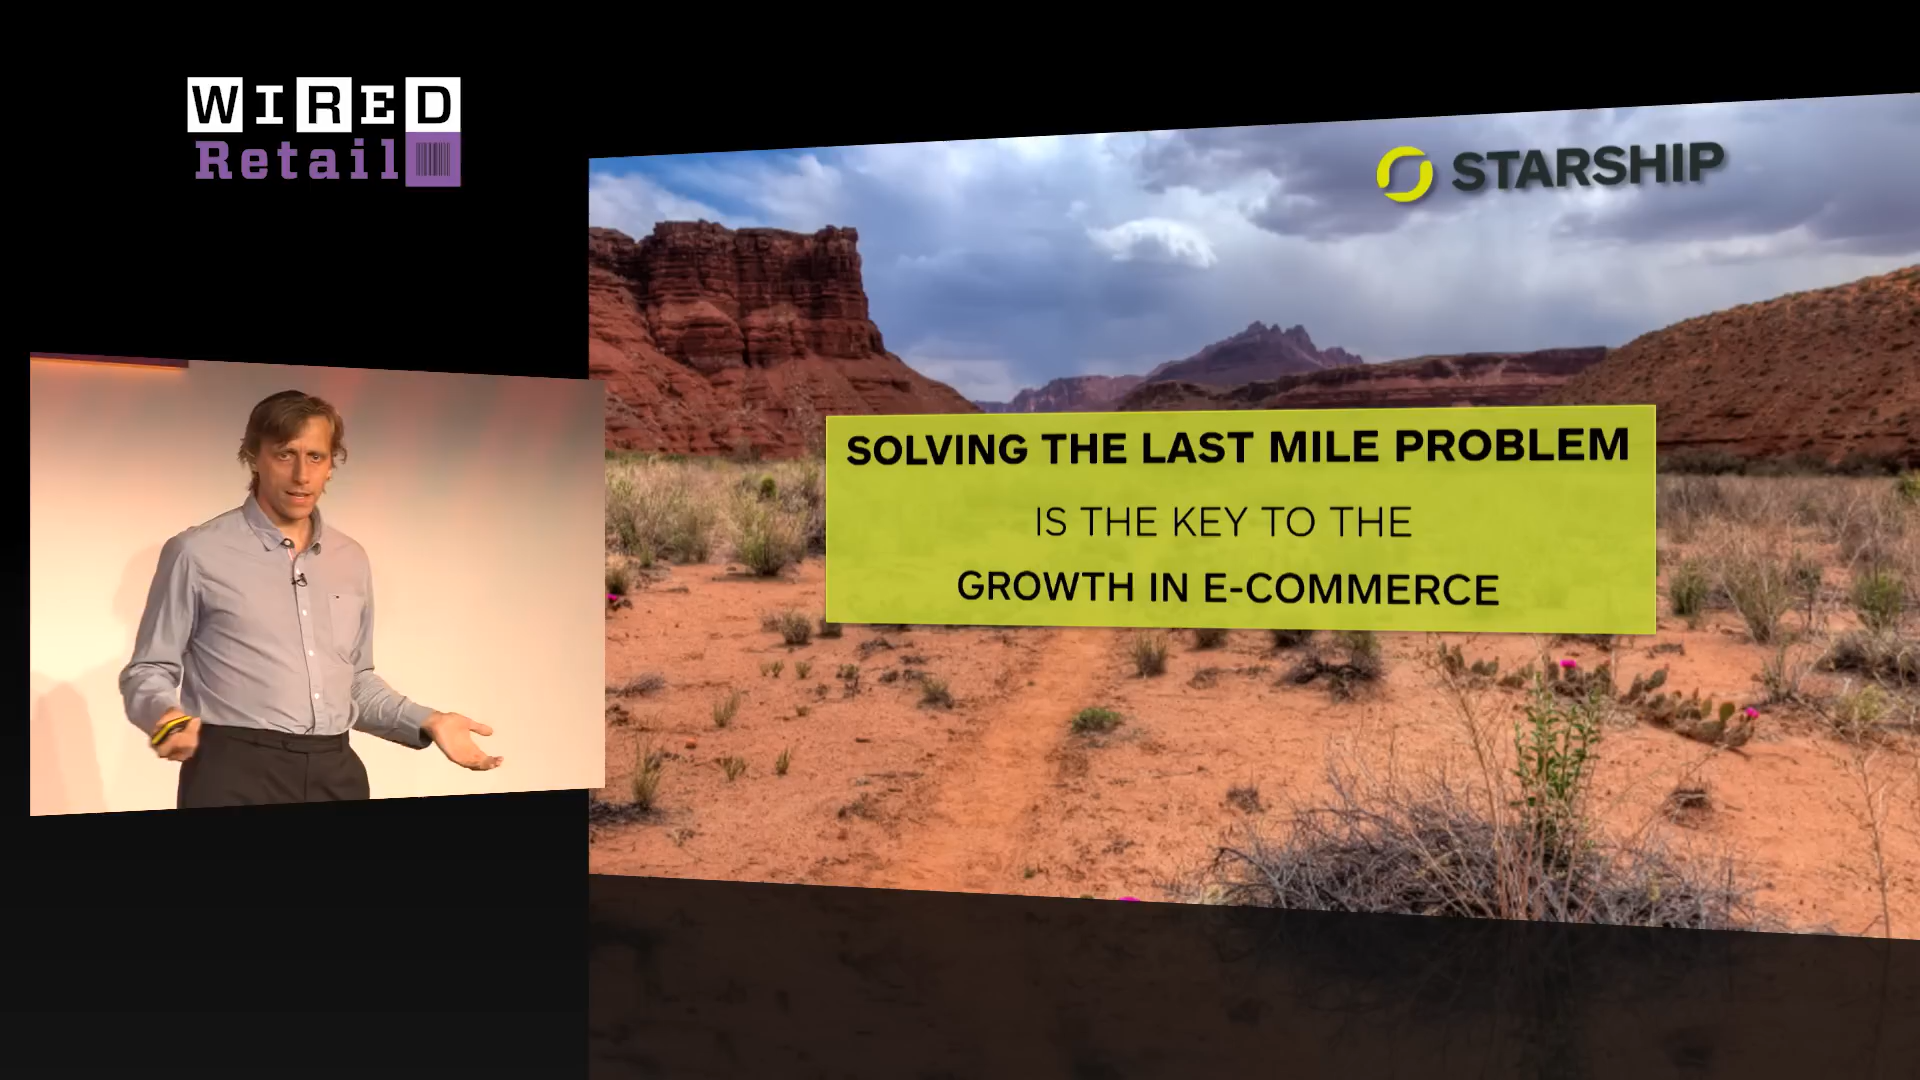 WIRED
Retail
STARSHIP
SOLVING THE LAST MILE PROBLEM
IS THE KEY TO THE
GROWTH IN E-COMMERCE